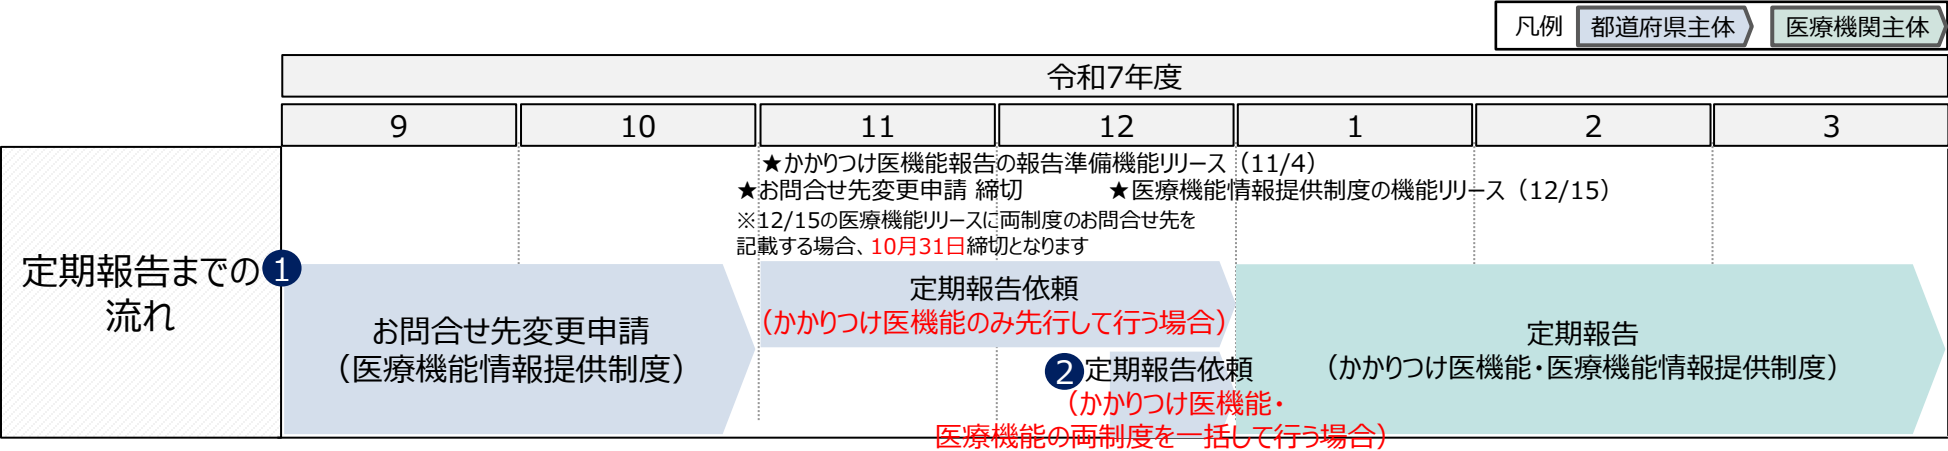 凡例 都道府県主体 医療機関主体
令和7年度
9 10 11 12 1 2 3
★かかりつけ医機能報告の報告準備機能リリース（11/4）
★お問合せ先変更申請 締切 ★医療機能情報提供制度の機能リリース（12/15）
※12/15の医療機能リリースに両制度のお問合せ先を
記載する場合、10月31日締切となります
定期報告までの
流れ
1
お問合せ先変更申請
（医療機能情報提供制度）
定期報告依頼
（かかりつけ医機能のみ先行して行う場合）
2 定期報告依頼
（かかりつけ医機能・
医療機能の両制度を一括して行う場合）
定期報告
（かかりつけ医機能・医療機能情報提供制度）